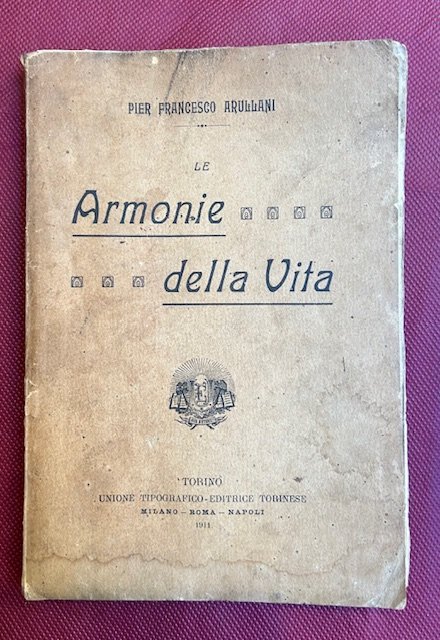 PIER FRANCESCO ARULLANI
LE
Armonie
della Vita
TORINO
UNIONE TIPOGRAFICO-EDITRICE TORINESE
MILANO – ROMA – NAPOLI
1911